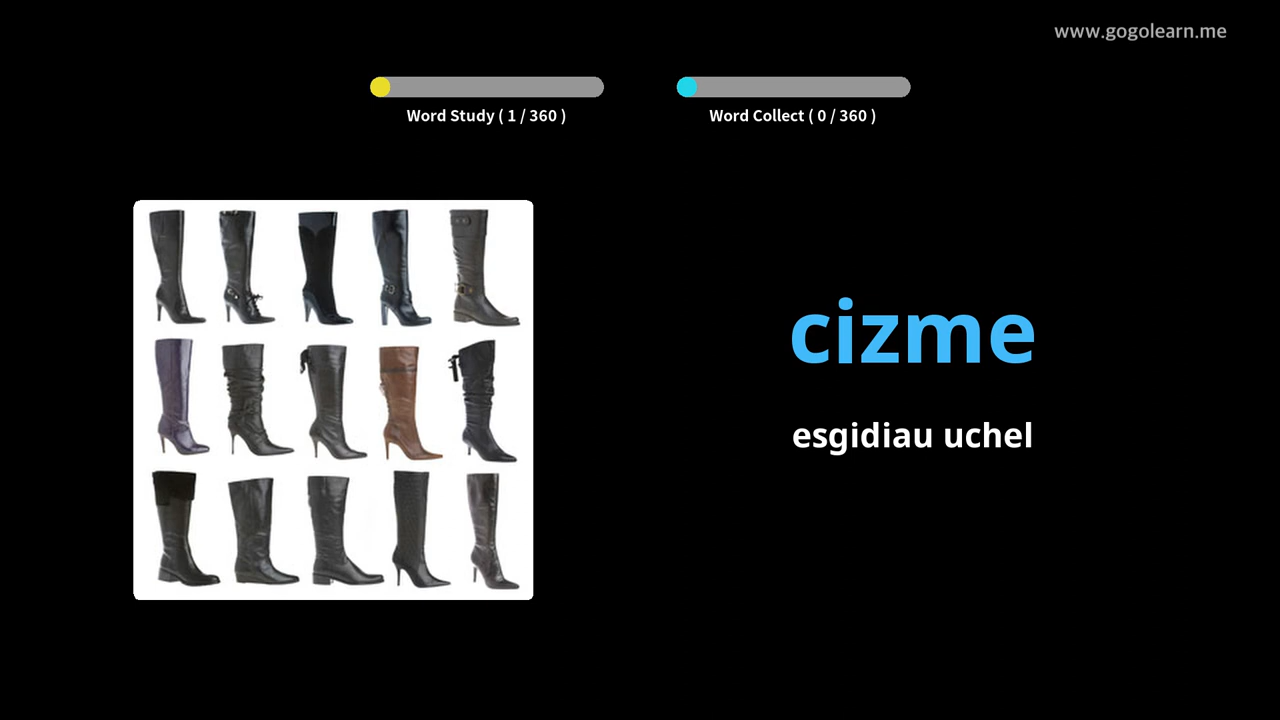 www.gogolearn.me
Word Study ( 1 / 360 )
Word Collect ( 0 / 360 )
cizme
esgidiau uchel